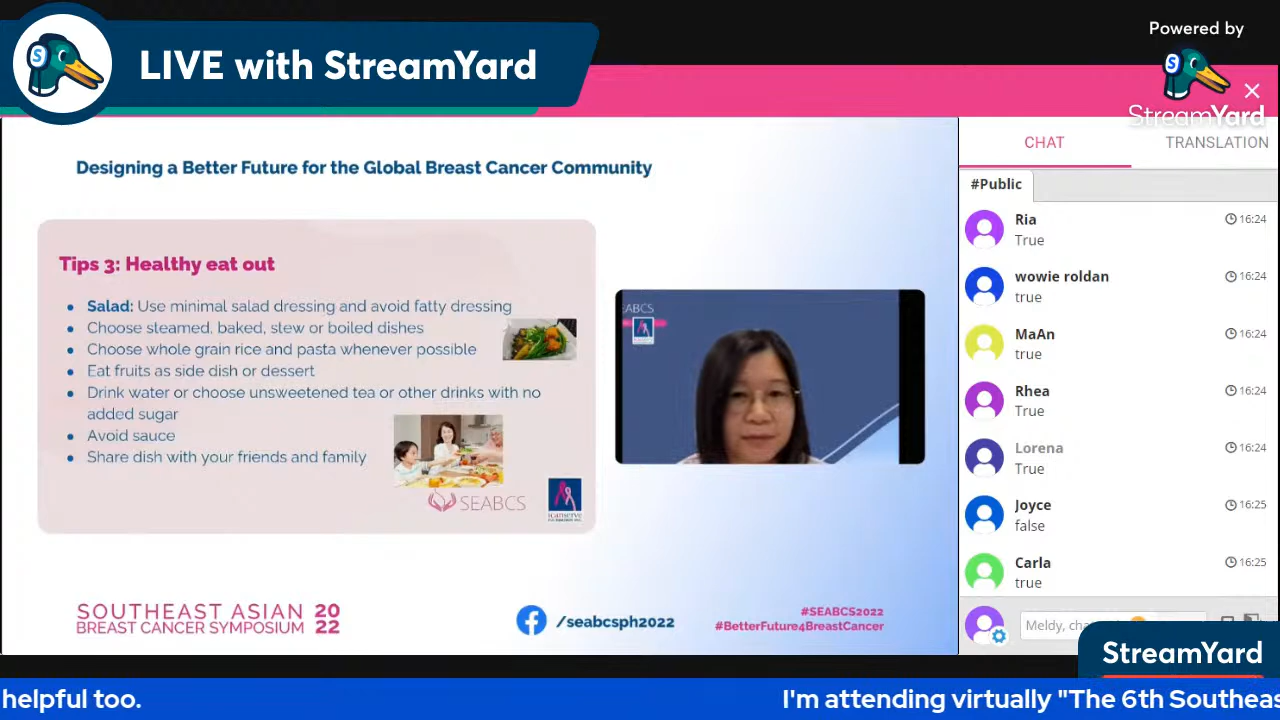 LIVE with StreamYard
Powered by
StreamYard
Designing a Better Future for the Global Breast Cancer Community
Tips 3: Healthy eat out
Salad: Use minimal salad dressing and avoid fatty dressing
Choose steamed, baked, stew or boiled dishes
Choose whole grain rice and pasta whenever possible
Eat fruits as side dish or dessert
Drink water or choose unsweetened tea or other drinks with no
added sugar
Avoid sauce
Share dish with your friends and family
SEABCS
ABCS
SOUTHEAST ASIAN
BREAST CANCER SYMPOSIUM
20
22
/seabcsph2022
#SEABCS2022
#BetterFuture4BreastCancer
CHAT
TRANSLATION
#Public
Ria
16:24
True
wowie roldan
16:24
true
MaAn
16:24
true
Rhea
16:24
True
Lorena
16:24
True
Joyce
16:25
false
Carla
16:25
true
Meldy, cha
StreamYard
helpful too.
I'm attending virtually "The 6th Southeas